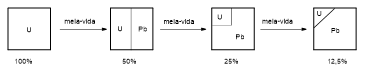 meia-vida meia-vida meia-vida
U U Pb U Pb U Pb
100% 50% 25% 12,5%